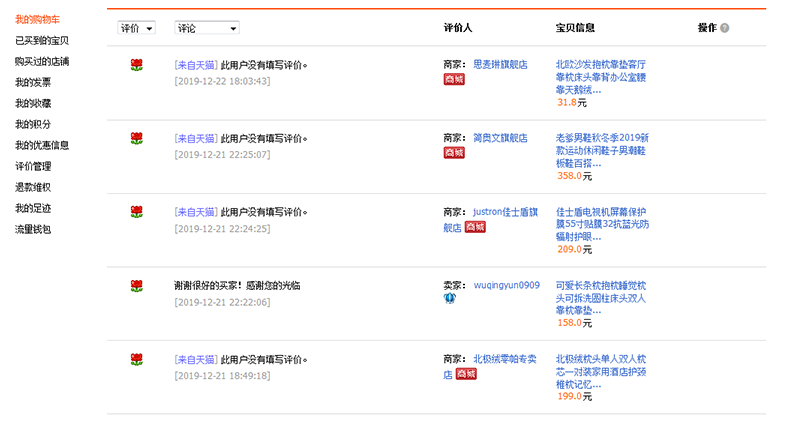 我的购物车
已买到的宝贝
购买过的店铺
我的发票
我的收藏
我的积分
我的优惠信息
评价管理
退款维权
我的足迹
流量钱包
评价 评论 评价人 宝贝信息 操作 ?
[来自天猫] 此用户没有填写评价。
[2019-12-22 18:03:43]
商家： 思麦琳旗舰店
商城
北欧沙发抱枕靠垫客厅
靠枕床头靠背办公室腰
靠天鹅绒...
31.8元
[来自天猫] 此用户没有填写评价。
[2019-12-21 22:25:07]
商家： 简奥文旗舰店
商城
老爹男鞋秋冬季2019新
款运动休闲鞋子男潮鞋
板鞋百搭...
358.0元
[来自天猫] 此用户没有填写评价。
[2019-12-21 22:24:25]
商家： justron佳士盾旗
舰店 商城
佳士盾电视机屏幕保护
膜55寸贴膜32抗蓝光防
辐射护眼...
209.0元
谢谢很好的买家！感谢您的光临
[2019-12-21 22:22:06]
卖家： wuqingyun0909
可爱长条枕抱枕睡觉枕
头可拆洗圆柱床头双人
靠枕靠垫...
158.0元
[来自天猫] 此用户没有填写评价。
[2019-12-21 18:49:18]
商家： 北极绒零帕专卖
店 商城
北极绒枕头单人双人枕
芯一对装家用酒店护颈
椎枕记忆...
199.0元